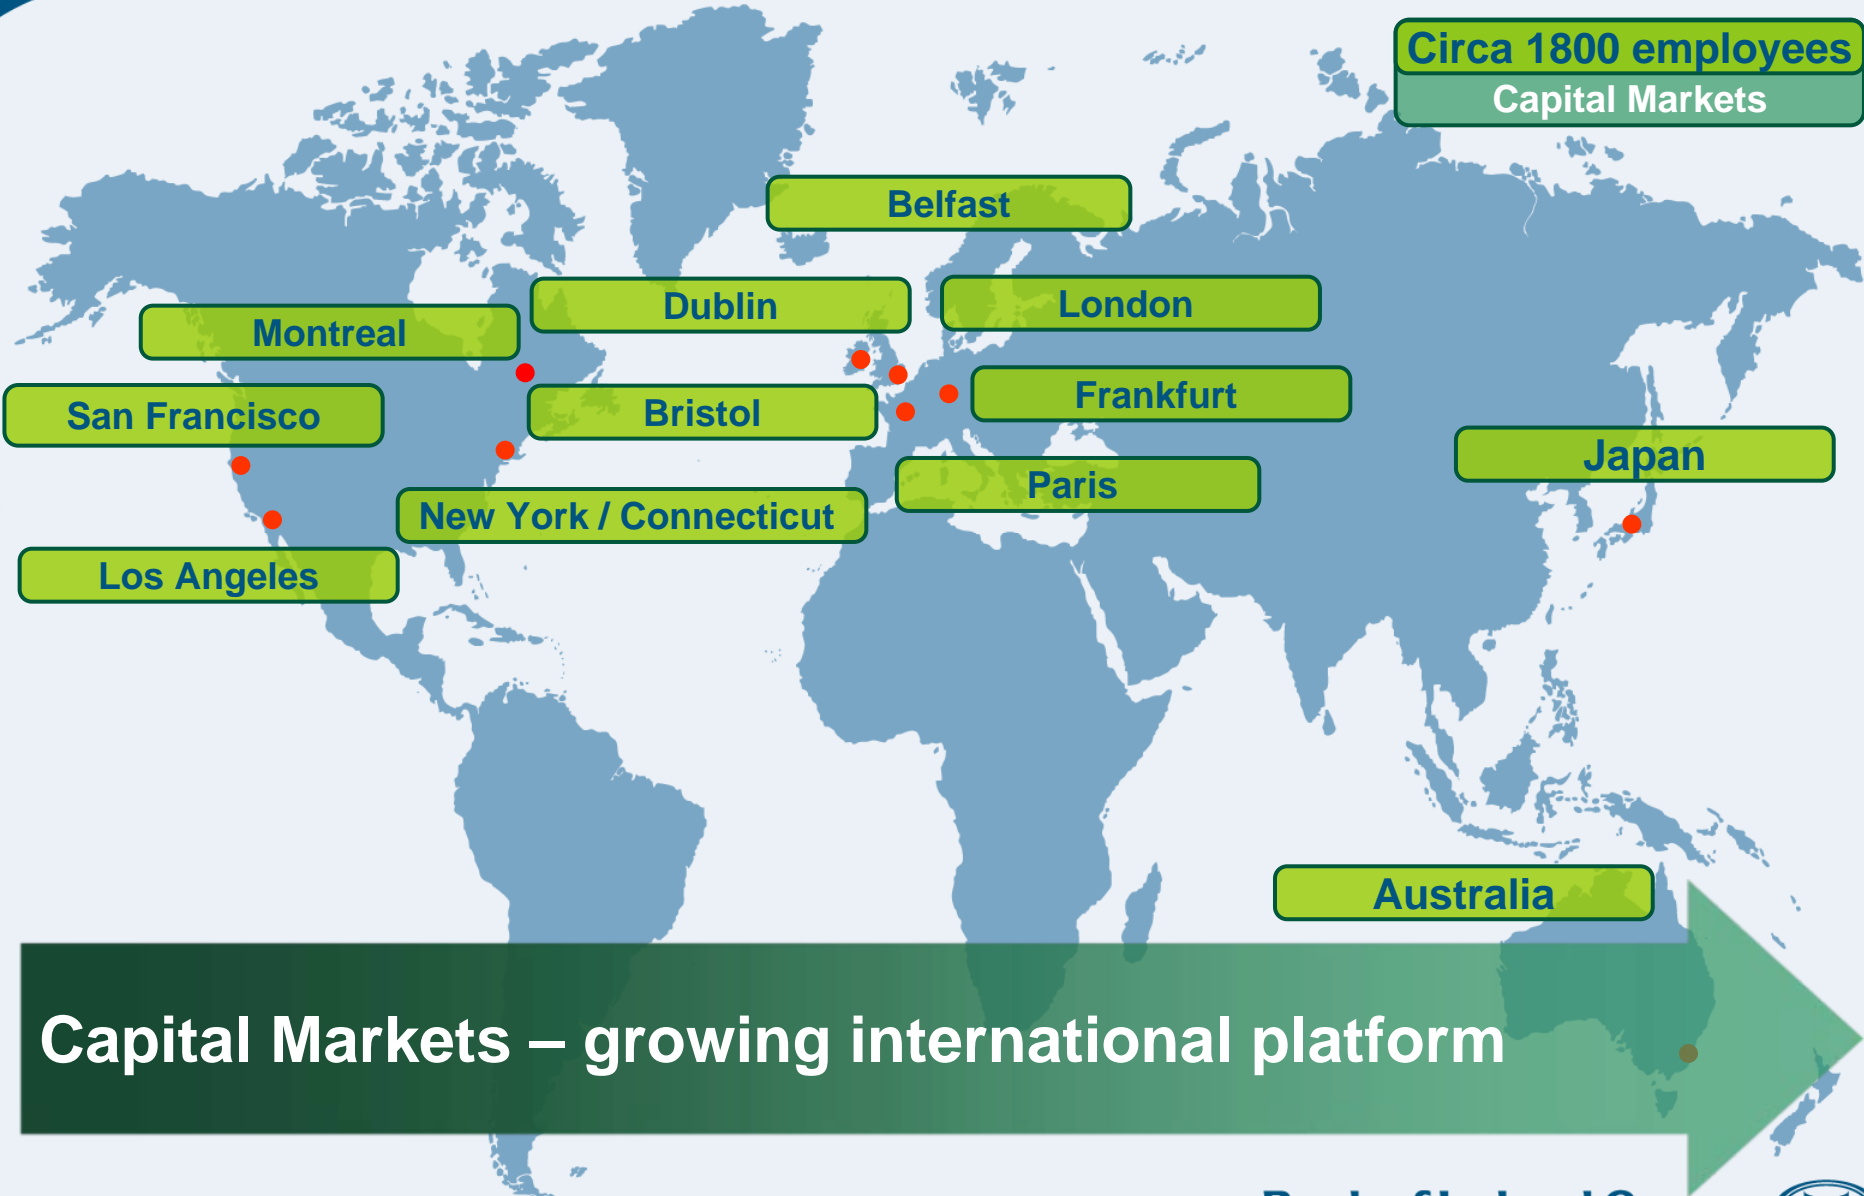 Circa 1800 employees
Capital Markets
Belfast
Dublin
London
Montreal
San Francisco
Bristol
Frankfurt
Japan
Paris
New York / Connecticut
Los Angeles
Australia
Capital Markets – growing international platform